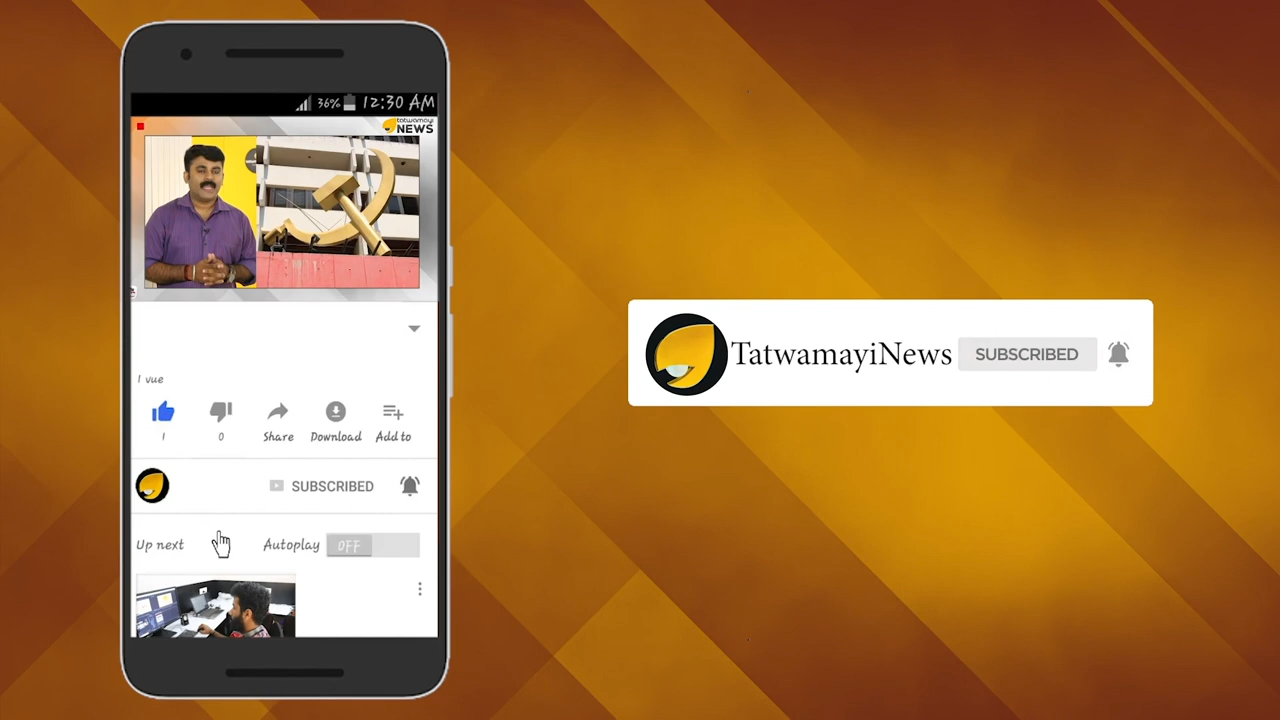 36% 12:30 AM
tatwamayi
NEWS
1 vue
1 0 Share Download Add to
SUBSCRIBED
Up next Autoplay OFF
TatwamayiNews SUBSCRIBED